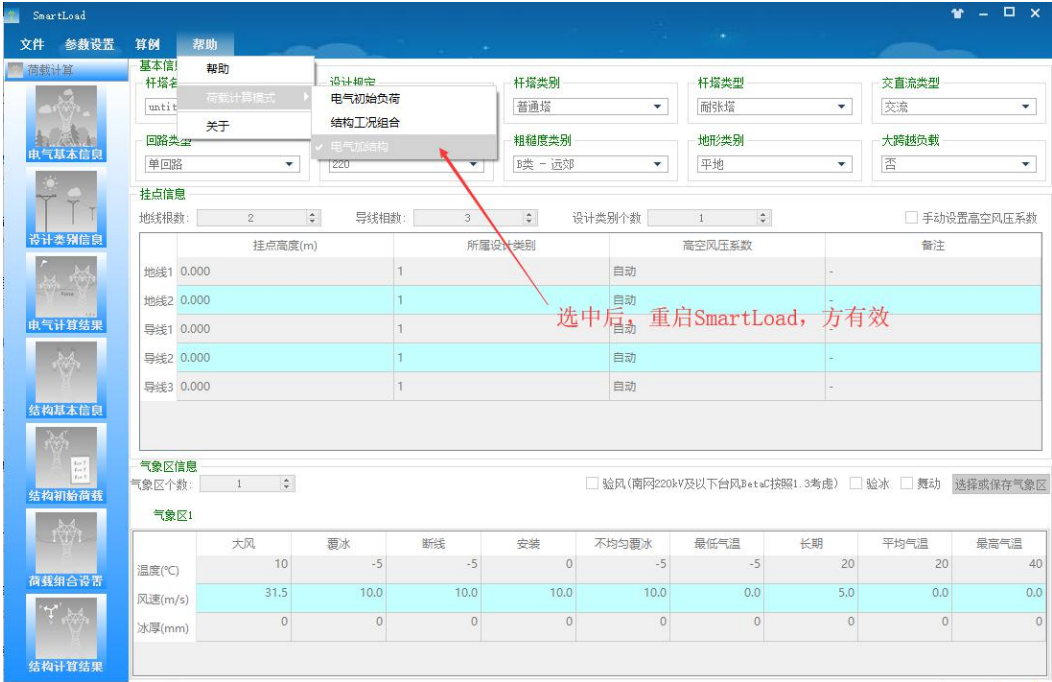 SmartLoad
文件 参数设置 算例 帮助
荷载计算
电气基本信息
设计类别信息
电气计算结果
结构基本信息
结构初始荷载
荷载组合设置
结构计算结果
帮助
荷载计算模式
关于
电气初始负荷
结构工况组合
电气加结构
基本信
杆塔名 设计规定 杆塔类别 杆塔类型 交直流类型
untit 普通塔 耐张塔 交流
回路类型 粗糙度类别 地形类别 大跨越负载
单回路 220 B类 - 远郊 平地 否
挂点信息
地线根数: 2 导线相数: 3 设计类别个数 1 手动设置高空风压系数
挂点高度(m) 所属设计类别 高空风压系数 备注
地线1 0.000 1 自动 -
地线2 0.000 1 自动 -
选中后，重启SmartLoad，方有效
导线1 0.000 1 自动 -
导线2 0.000 1 自动 -
导线3 0.000 1 自动 -
气象区信息
气象区个数: 1 验风(南网220kV及以下台风BetaC按照1.3考虑) 验冰 舞动 选择或保存气象区
气象区1
大风 覆冰 断线 安装 不均匀覆冰 最低气温 长期 平均气温 最高气温
温度(℃) 10 -5 -5 0 -5 -5 20 20 40
风速(m/s) 31.5 10.0 10.0 10.0 10.0 0.0 5.0 0.0 0.0
冰厚(mm) 0 0 0 0 0 0 0 0 0